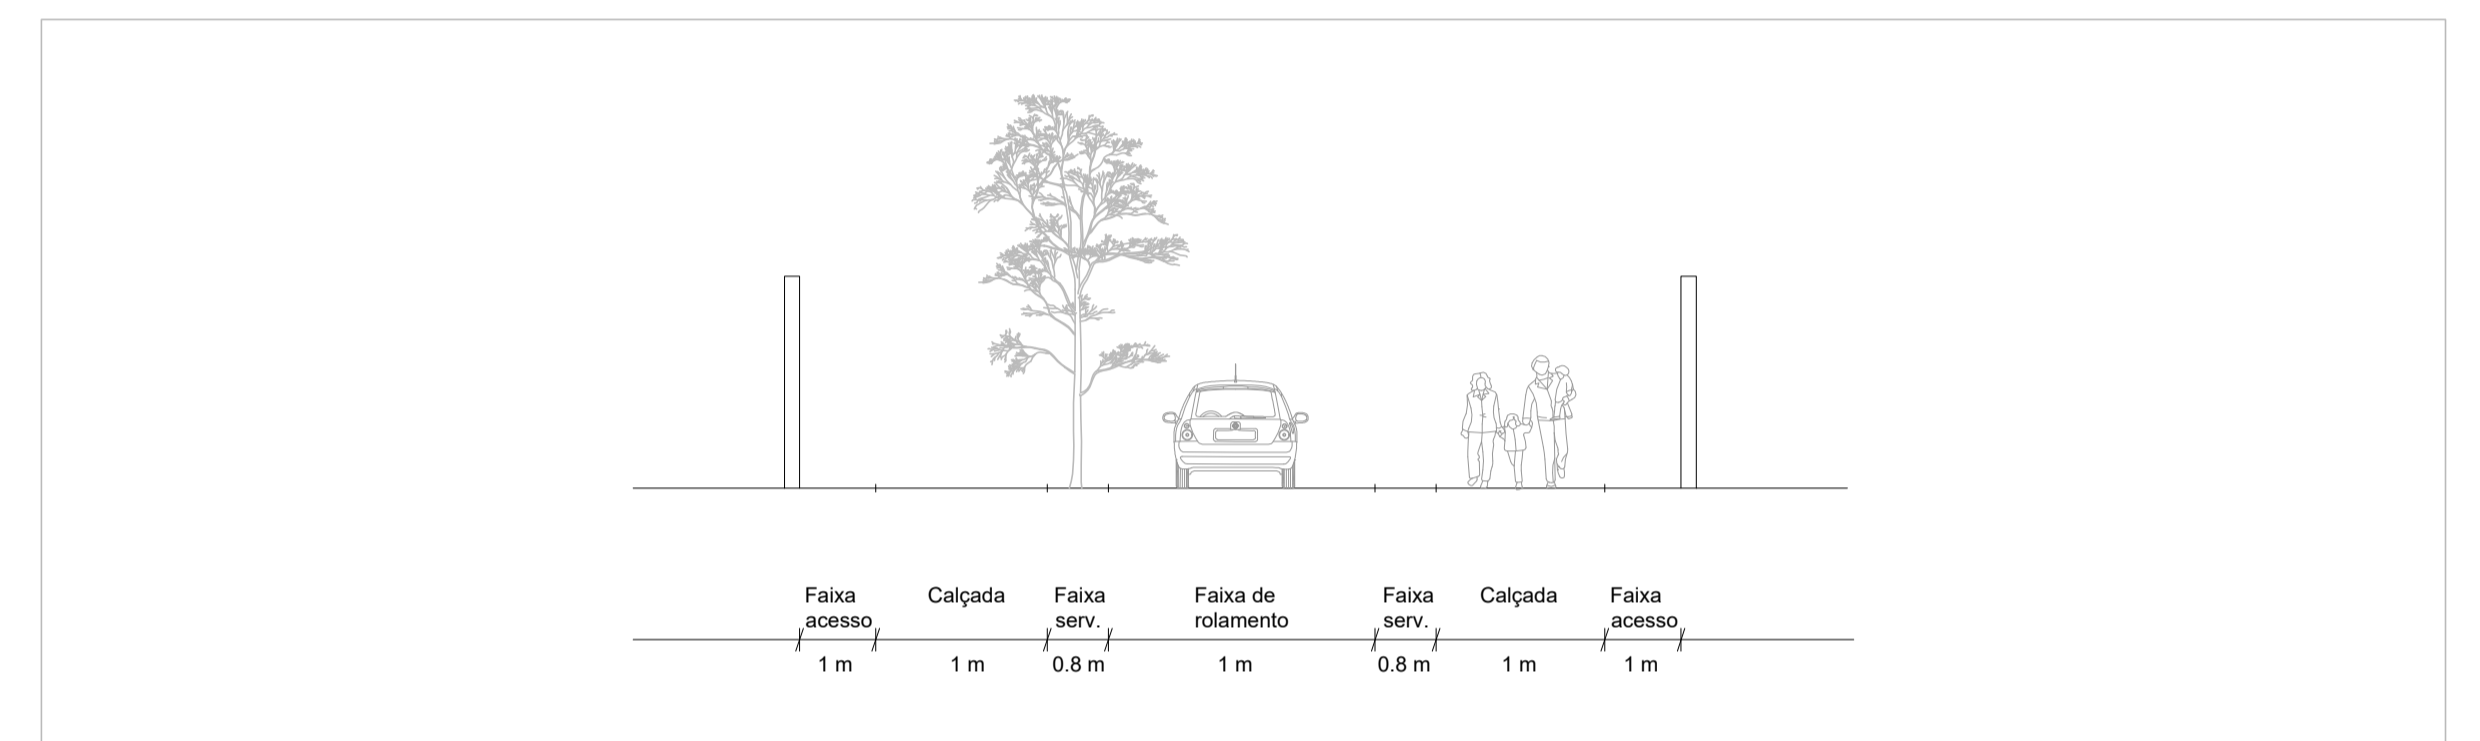 Faixa Calçada Faixa Faixa de Faixa Calçada Faixa
acesso serv. rolamento serv. acesso
1 m 1 m 0.8 m 1 m 0.8 m 1 m 1 m